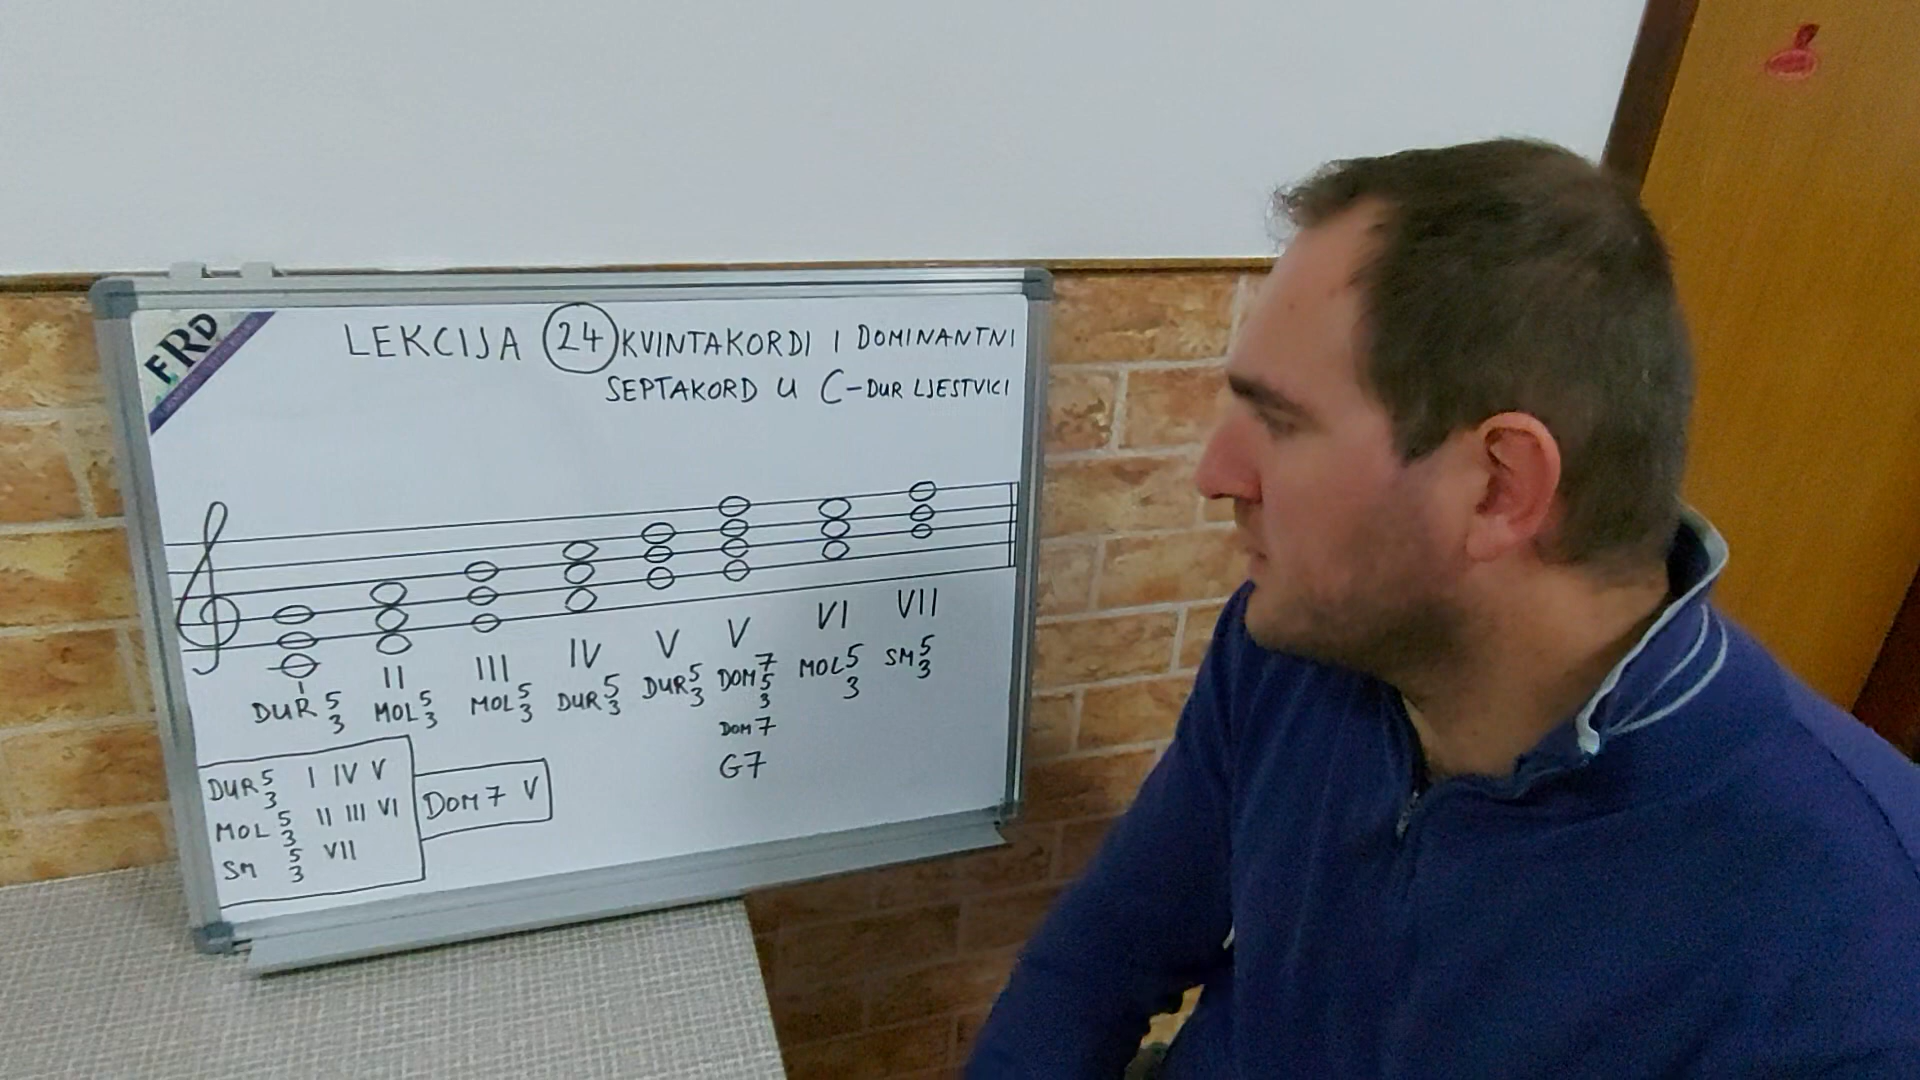 FRD
LEKCIJA 24 KVINTAKORDI I DOMINANTNI
SEPTAKORD U C-DUR LJESTVICI
I II III IV V V VI VII
DUR 5 3 MOL 5 3 MOL 5 3 DUR 5 3 DUR 5 3 DOM 7 5 3 MOL 5 3 SM 5 3
DOM 7
G7
DUR 5 3 I IV V
MOL 5 3 II III VI
SM 5 3 VII
DOM 7 V